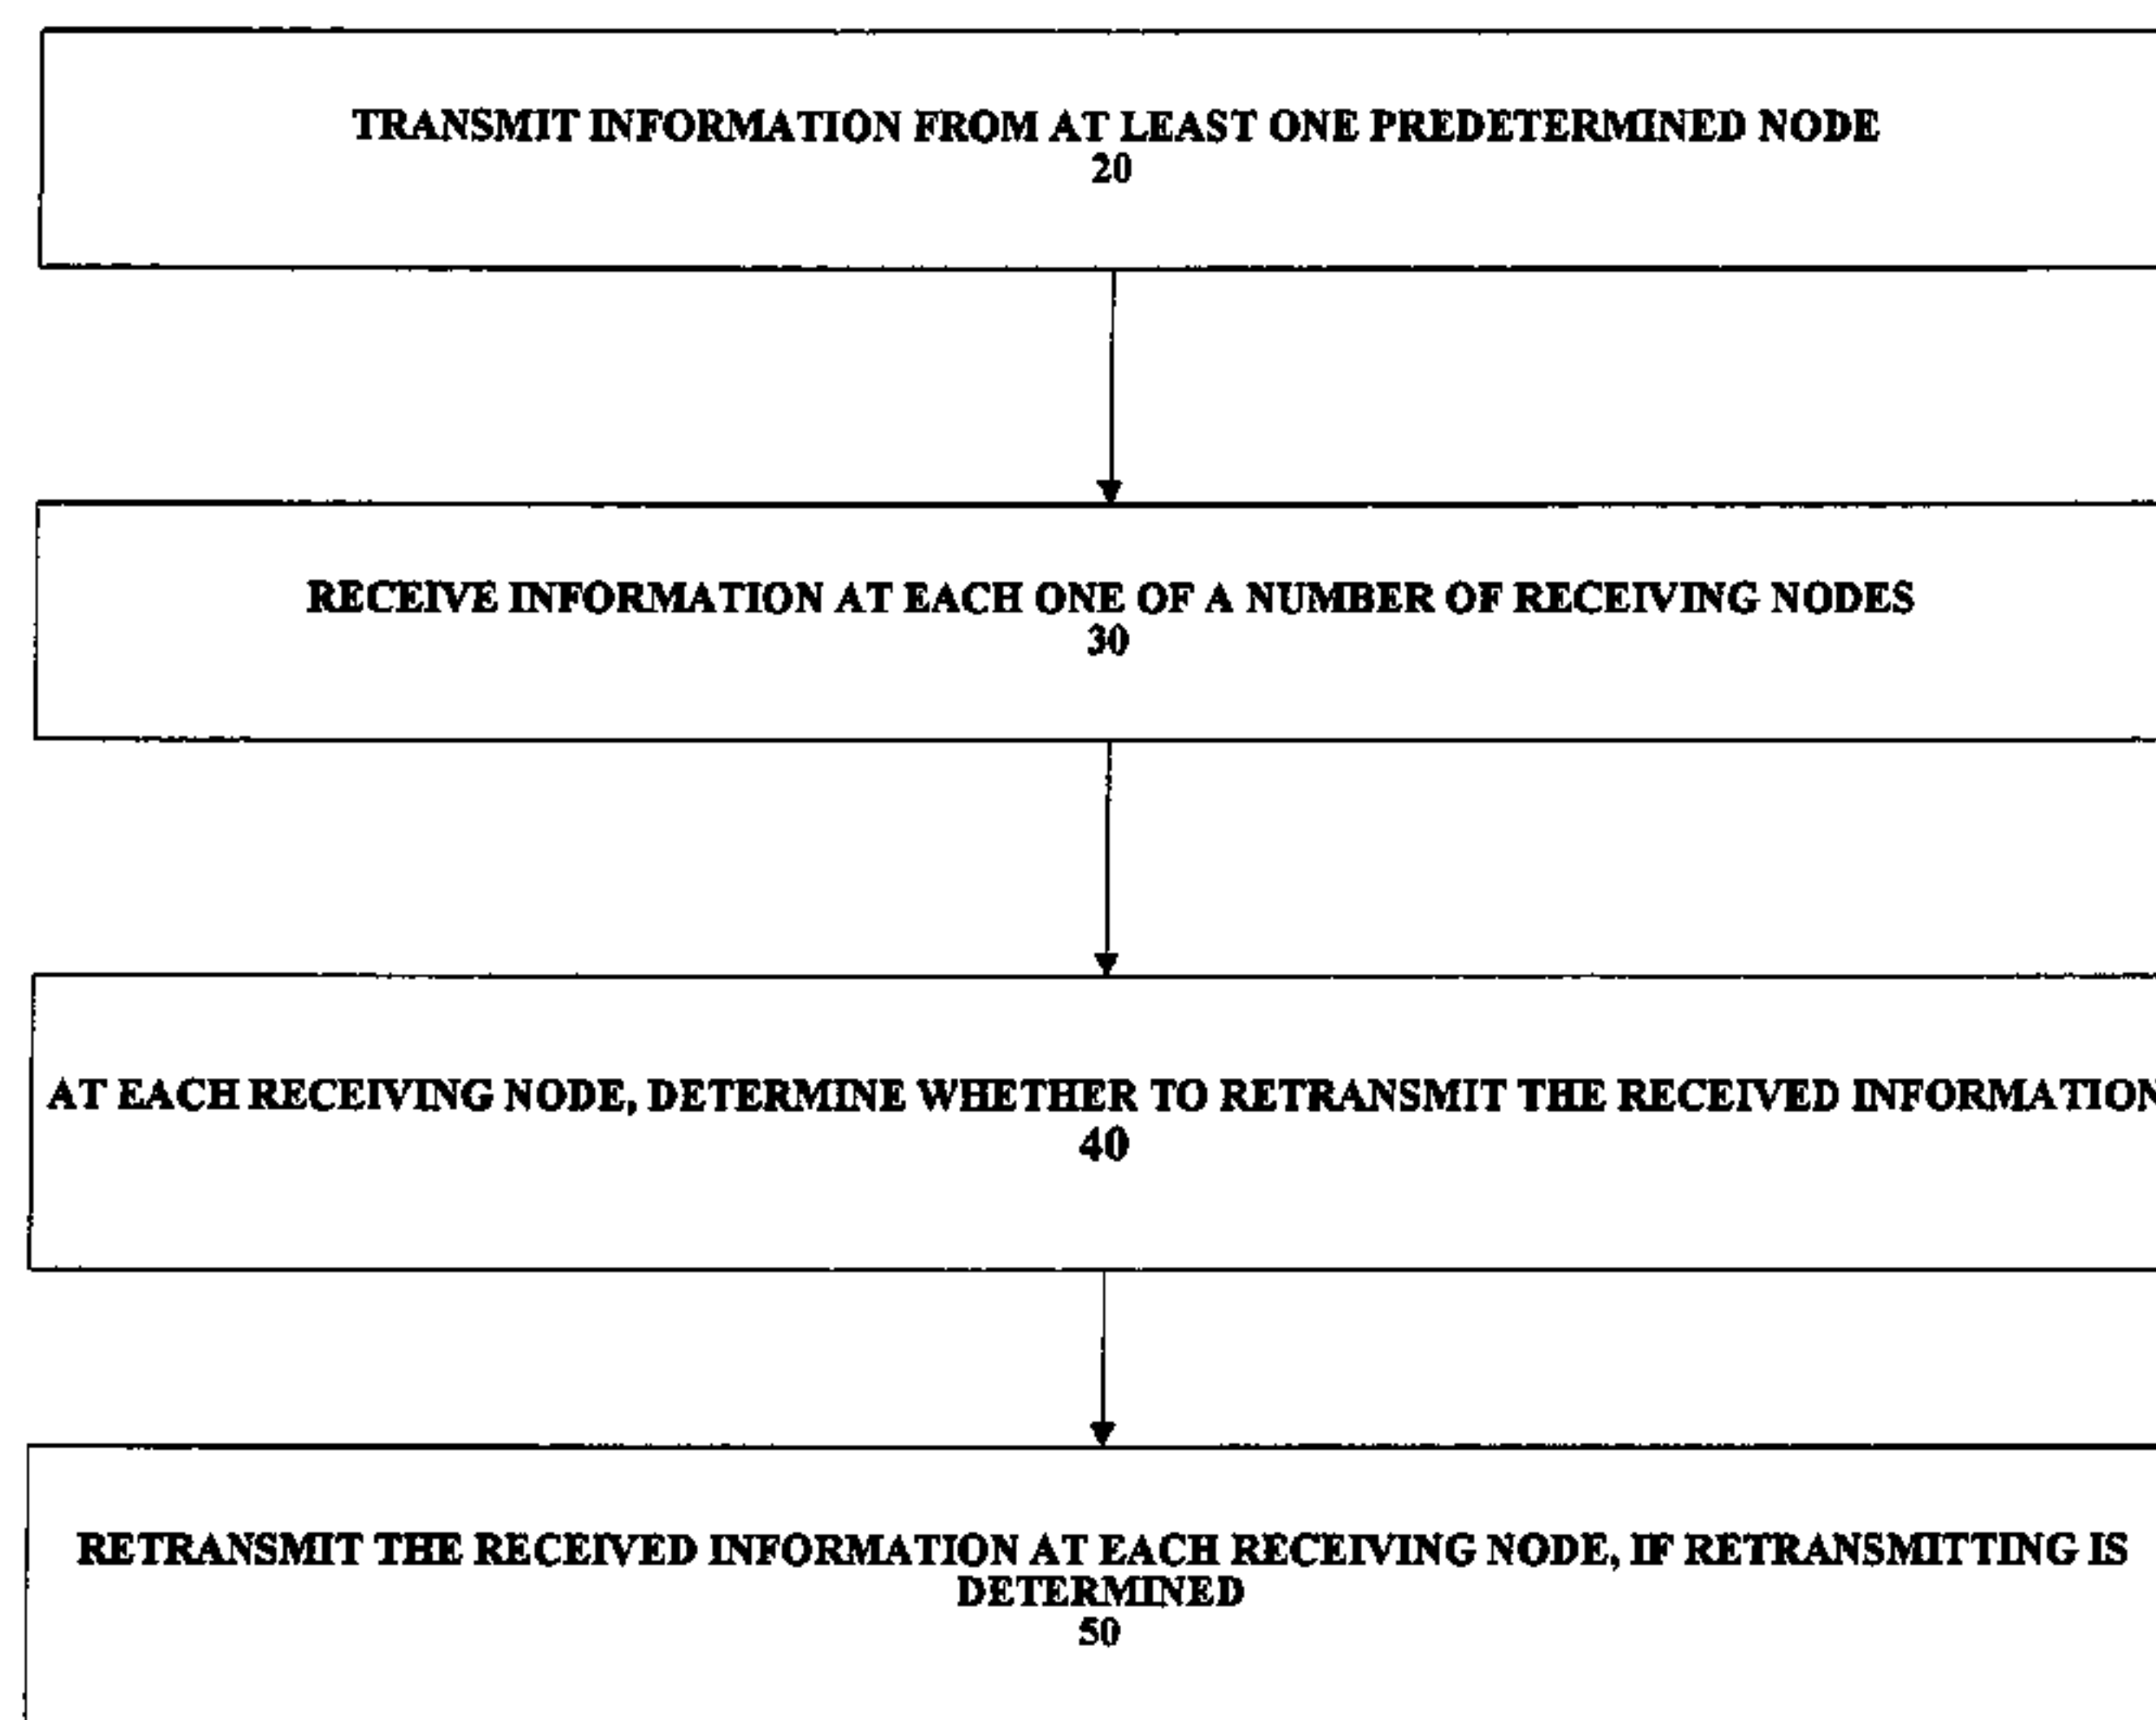 TRANSMIT INFORMATION FROM AT LEAST ONE PREDETERMINED NODE
20
RECEIVE INFORMATION AT EACH ONE OF A NUMBER OF RECEIVING NODES
30
AT EACH RECEIVING NODE, DETERMINE WHETHER TO RETRANSMIT THE RECEIVED INFORMATION
40
RETRANSMIT THE RECEIVED INFORMATION AT EACH RECEIVING NODE, IF RETRANSMITTING IS
DETERMINED
50